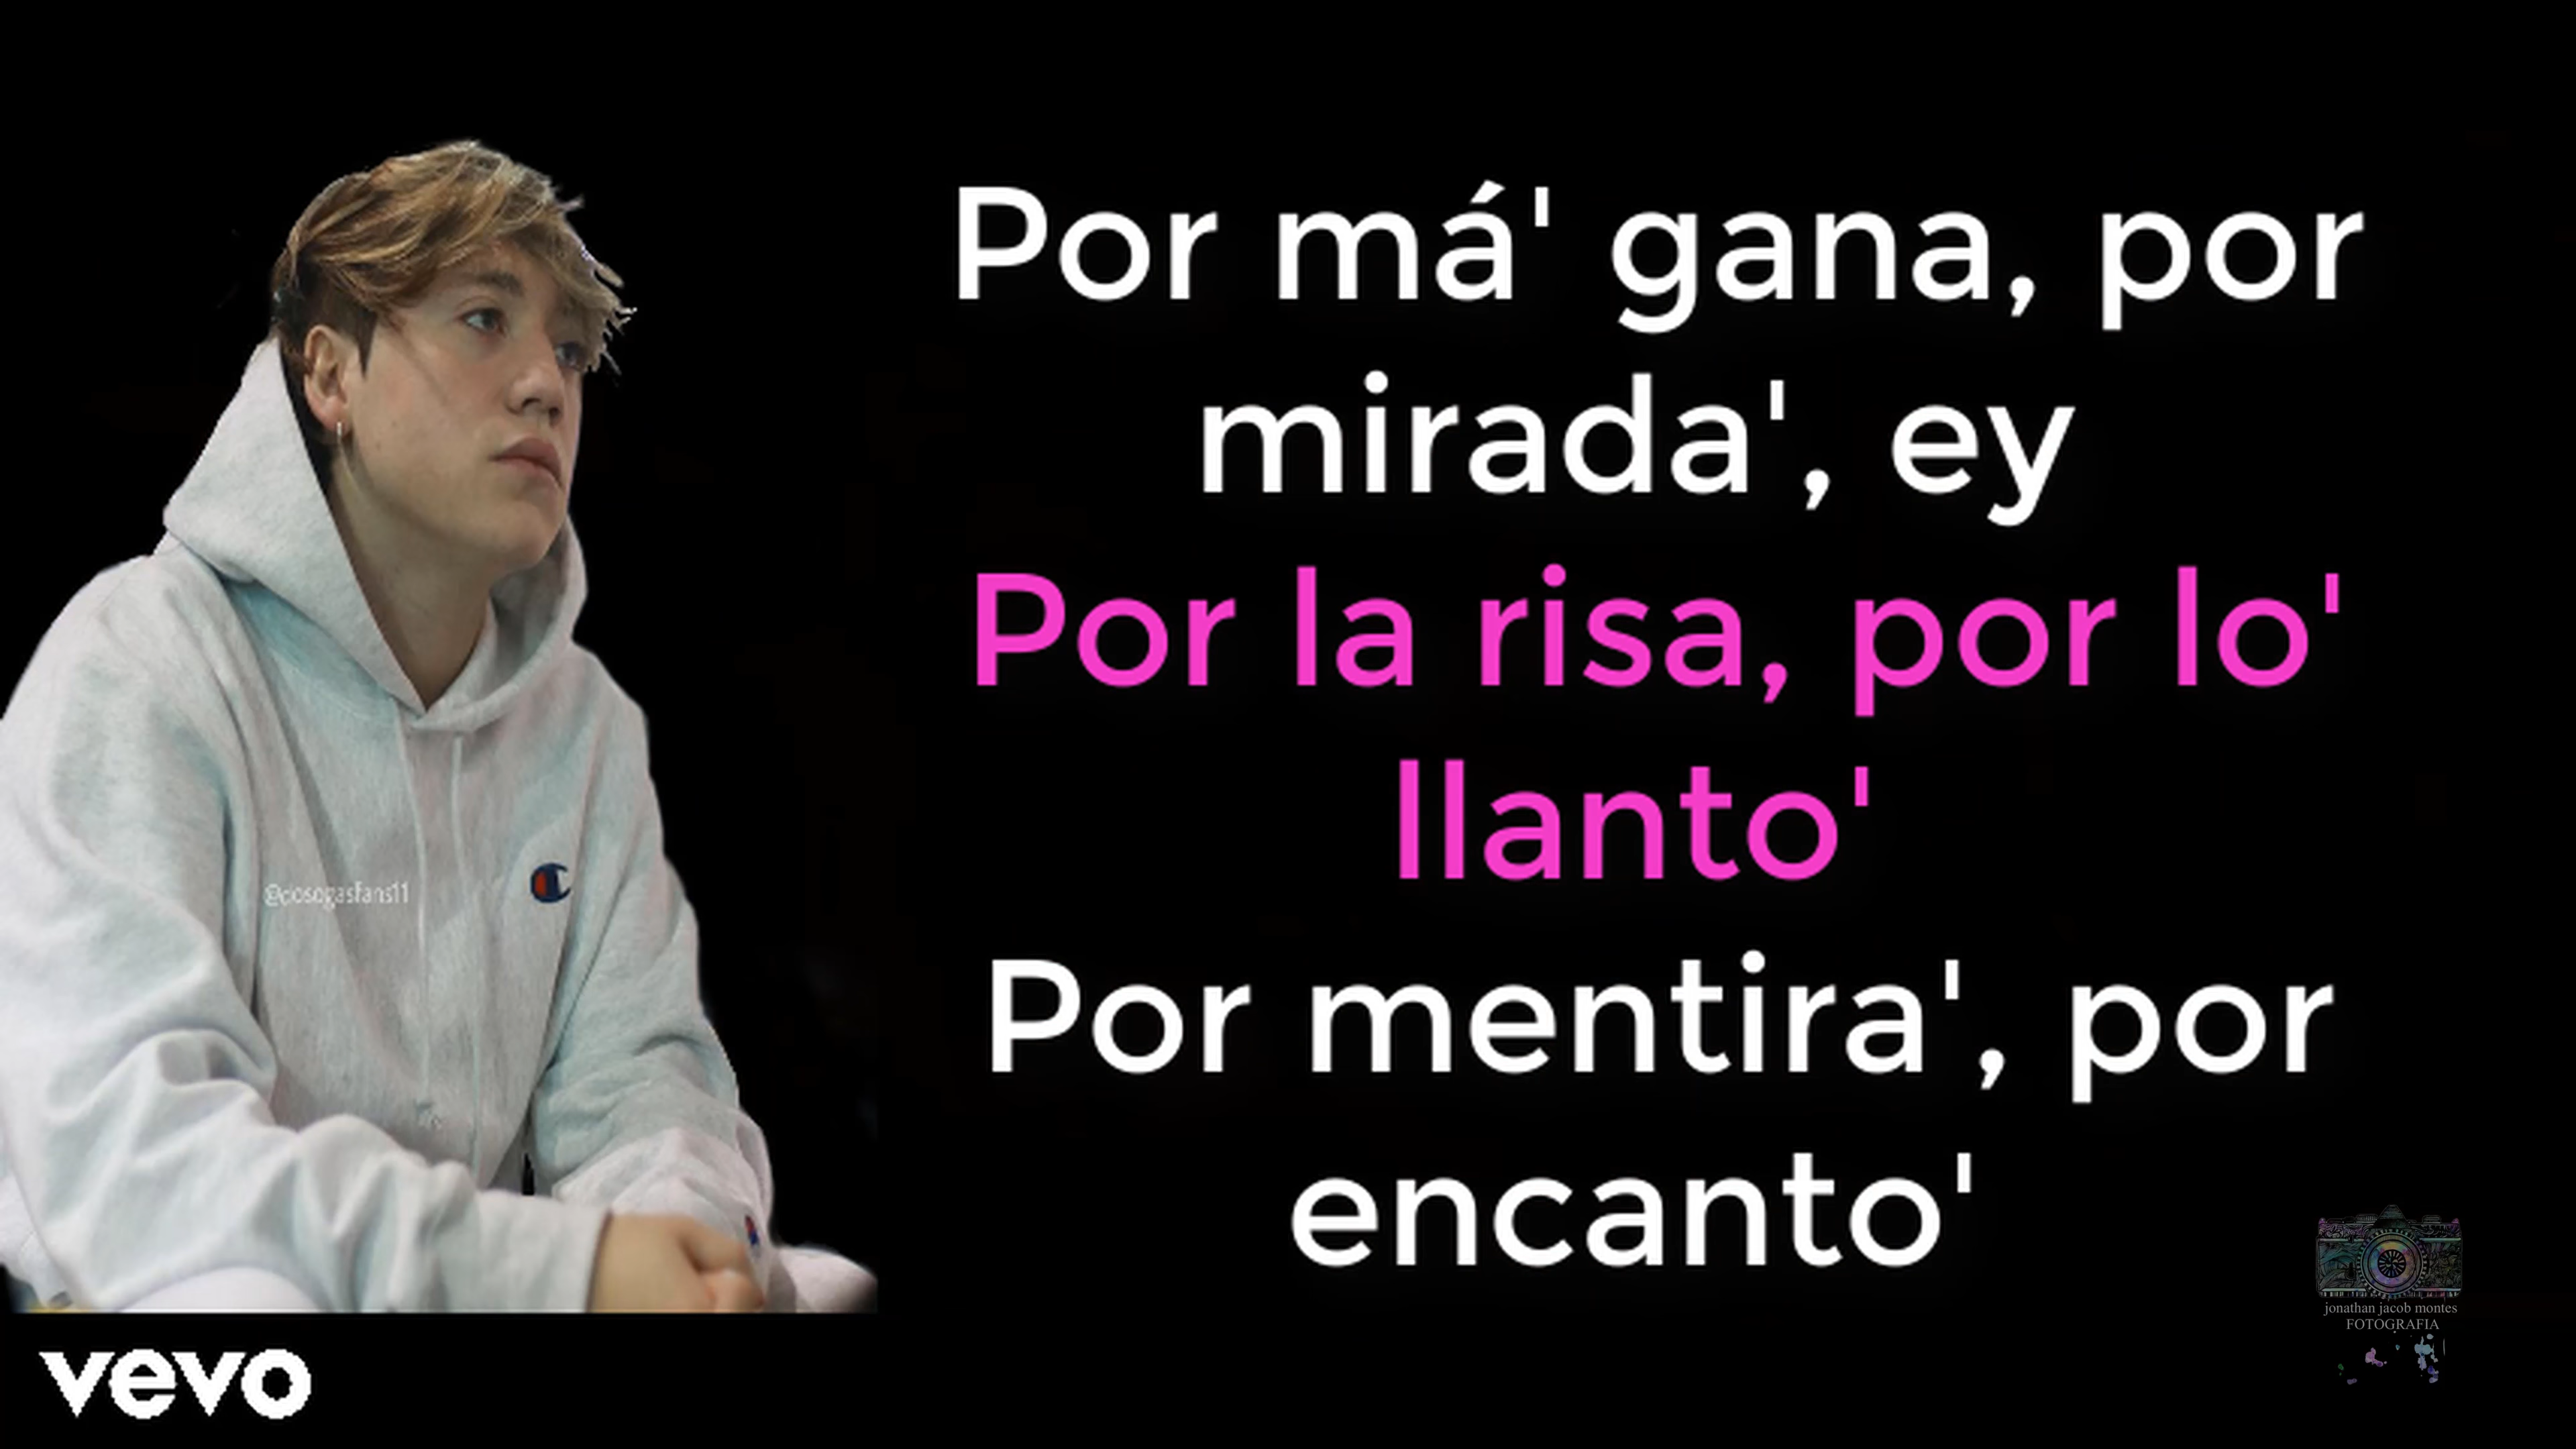 Por má' gana, por
mirada', ey
Por la risa, por lo'
llanto'
Por mentira', por
encanto'
vevo
jonathan jacob montes
FOTOGRAFIA